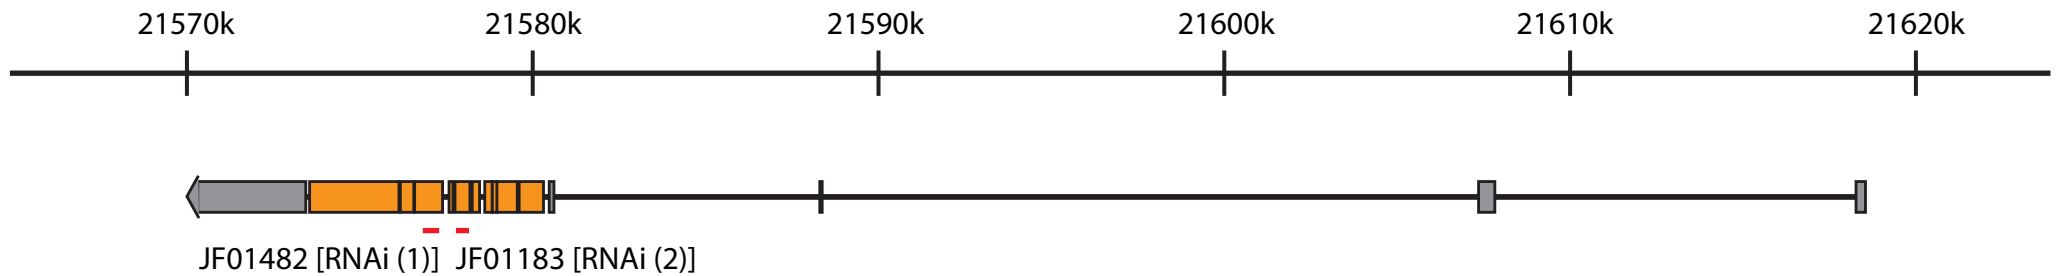 21570k 21580k 21590k 21600k 21610k 21620k
JF01482 [RNAi (1)] JF01183 [RNAi (2)]